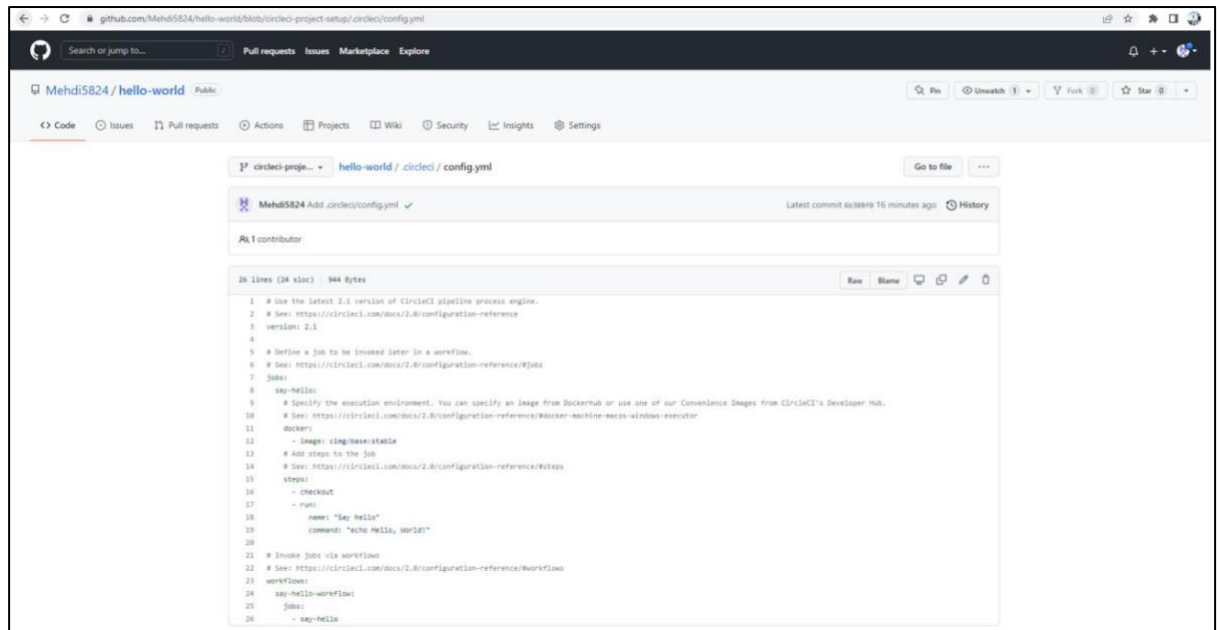 github.com/Mehdi5824/hello-world/blob/circleci-project-setup/.circleci/config.yml
Search or jump to... / Pull requests Issues Marketplace Explore
Mehdi5824 / hello-world Public Pin Unwatch 1 Fork 0 Star 0
Code Issues Pull requests Actions Projects Wiki Security Insights Settings
circleci-proje... hello-world / .circleci / config.yml Go to file ...
Mehdi5824 Add .circleci/config.yml Latest commit 16 minutes ago History
1 contributor
26 lines (24 sloc) 944 Bytes Raw Blame
1 # Use the latest 2.1 version of CircleCI pipeline process engine.
2 # See: https://circleci.com/docs/2.0/configuration-reference
3 version: 2.1
4
5 # Define a job to be invoked later in a workflow.
6 # See: https://circleci.com/docs/2.0/configuration-reference/#jobs
7 jobs:
8 say-hello:
9 # Specify the execution environment. You can specify an image from Dockerhub or use one of our Convenience Images from CircleCI's Developer Hub.
10 # See: https://circleci.com/docs/2.0/configuration-reference/#docker-machine-macos-windows-executor
11 docker:
12 - image: cimg/base:stable
13 # Add steps to the job
14 # See: https://circleci.com/docs/2.0/configuration-reference/#steps
15 steps:
16 - checkout
17 - run:
18 name: "Say hello"
19 command: "echo Hello, World!"
20
21 # Invoke jobs via workflows
22 # See: https://circleci.com/docs/2.0/configuration-reference/#workflows
23 workflows:
24 say-hello-workflow:
25 jobs:
26 - say-hello